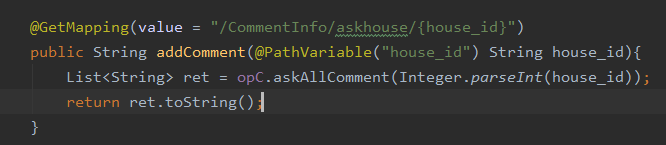 @GetMapping(value = "/CommentInfo/askhouse/{house_id}")
public String addComment(@PathVariable("house_id") String house_id){
    List<String> ret = opC.askAllComment(Integer.parseInt(house_id));
    return ret.toString();
}